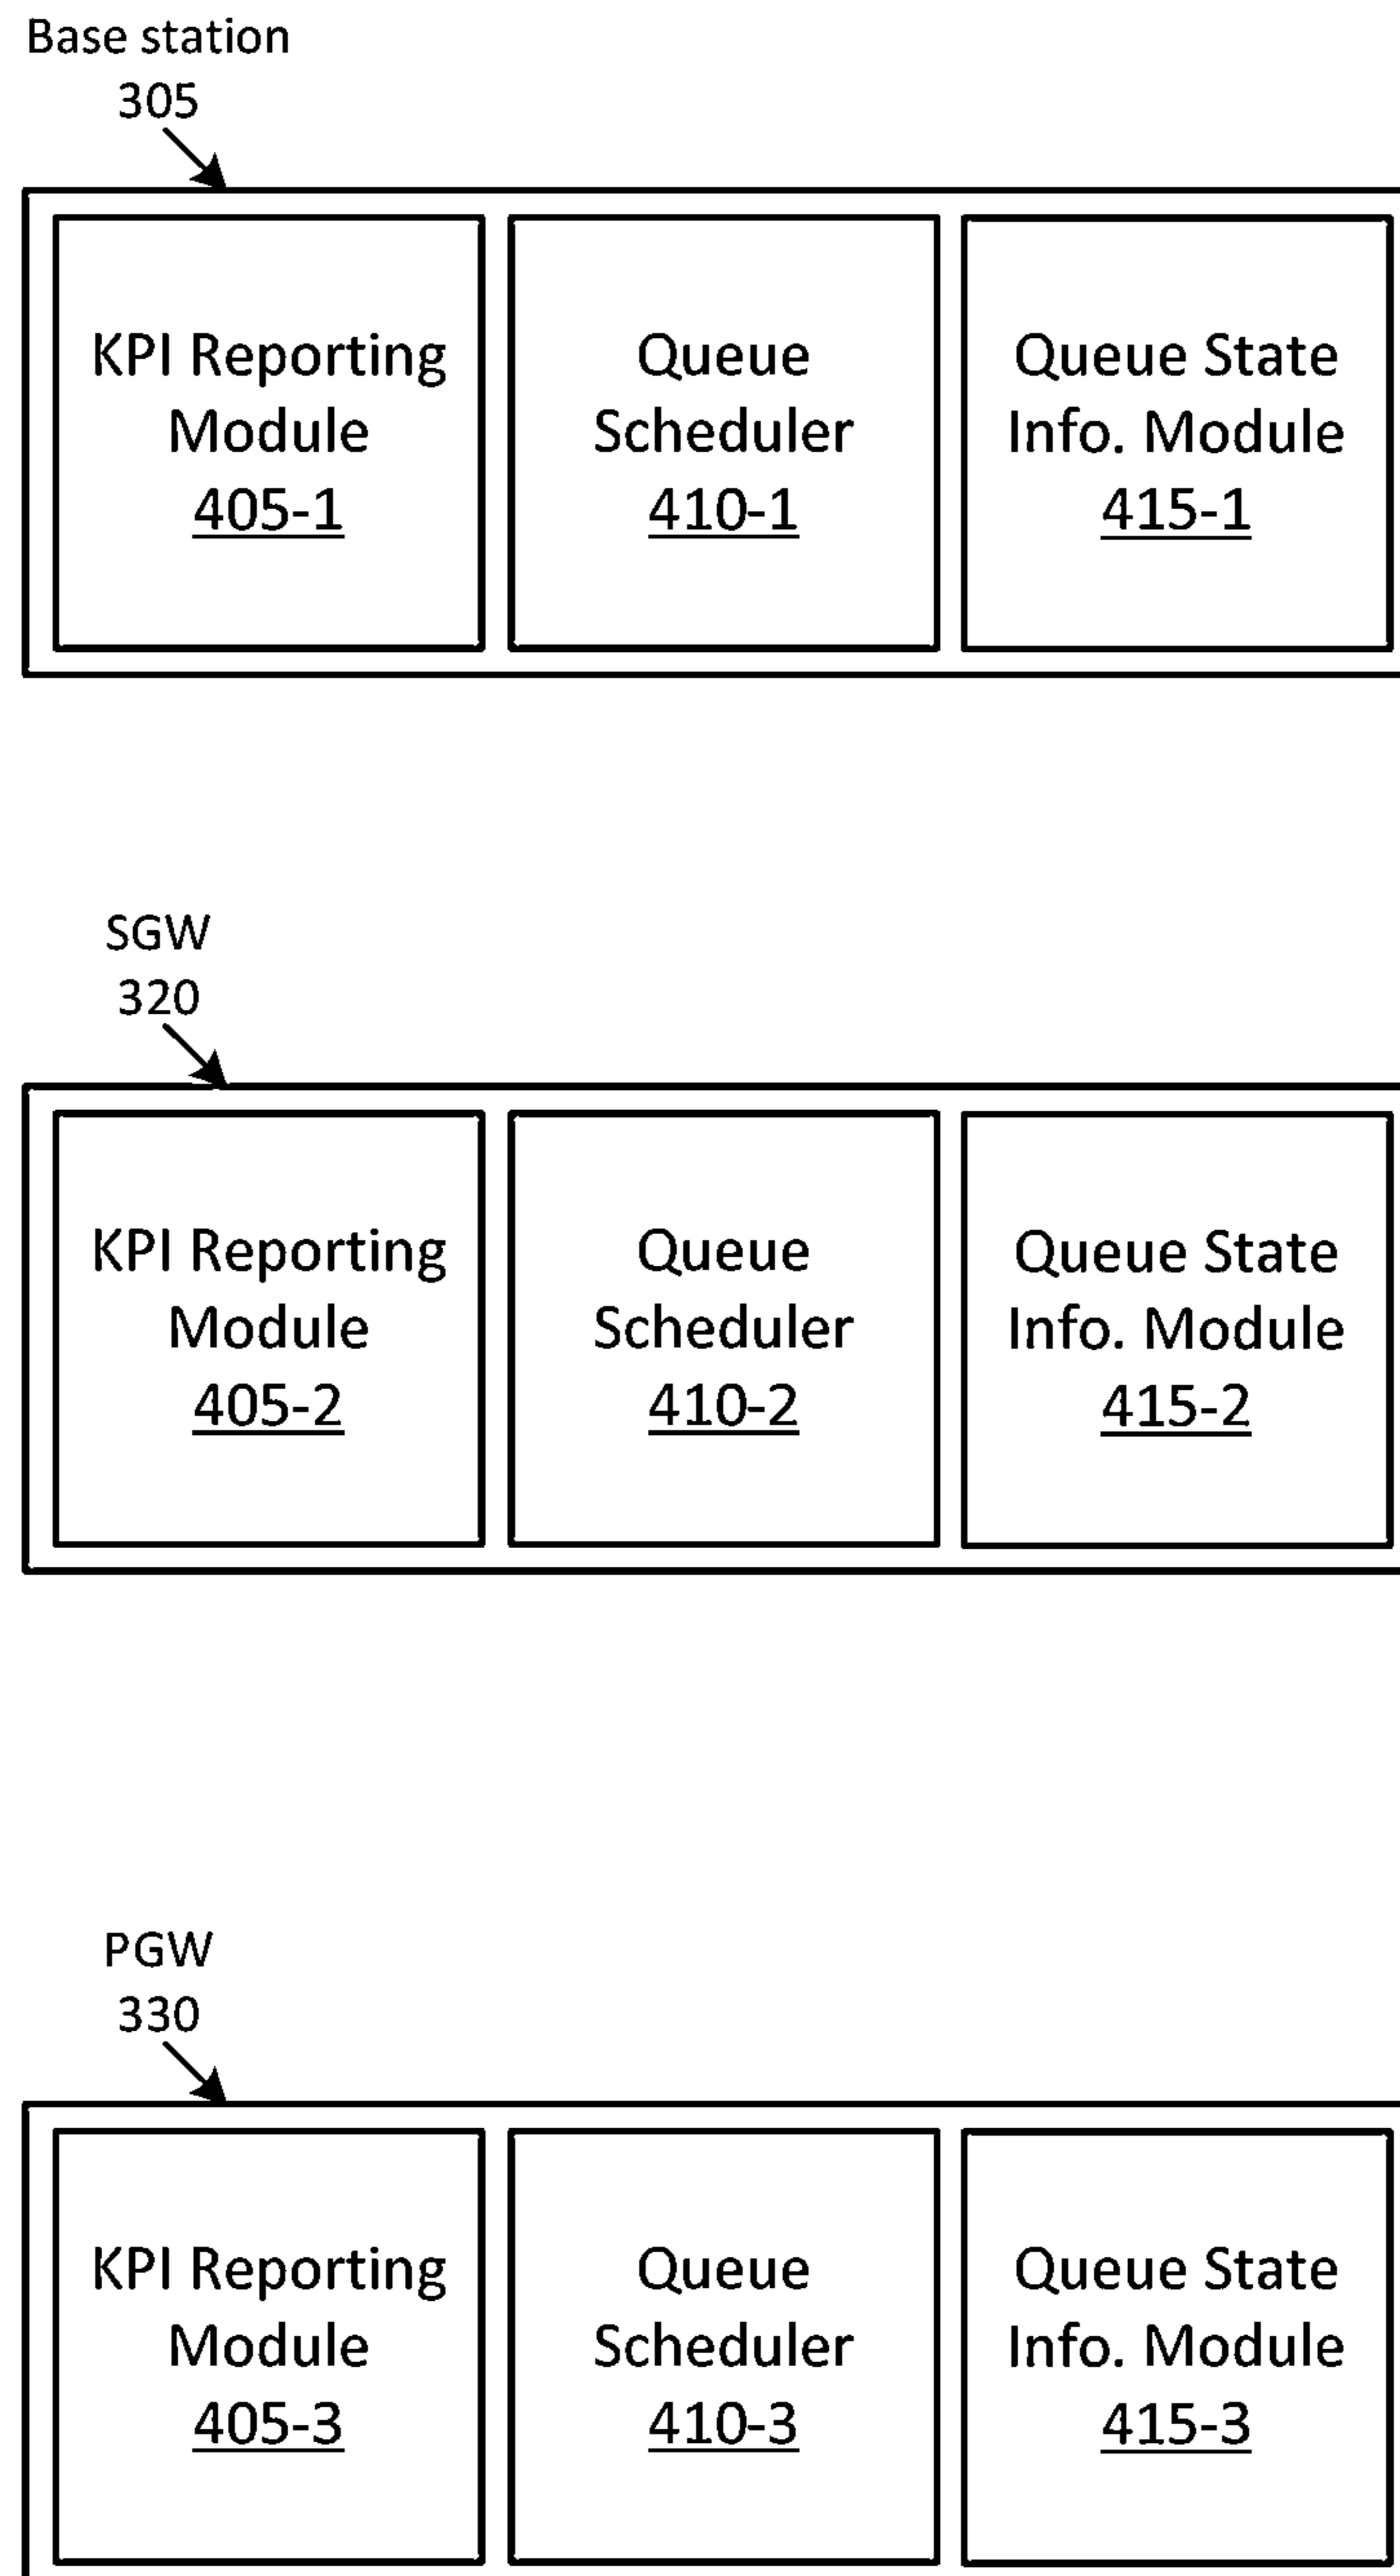 Base station
305
KPI Reporting
Module
405-1
Queue
Scheduler
410-1
Queue State
Info. Module
415-1
SGW
320
KPI Reporting
Module
405-2
Queue
Scheduler
410-2
Queue State
Info. Module
415-2
PGW
330
KPI Reporting
Module
405-3
Queue
Scheduler
410-3
Queue State
Info. Module
415-3